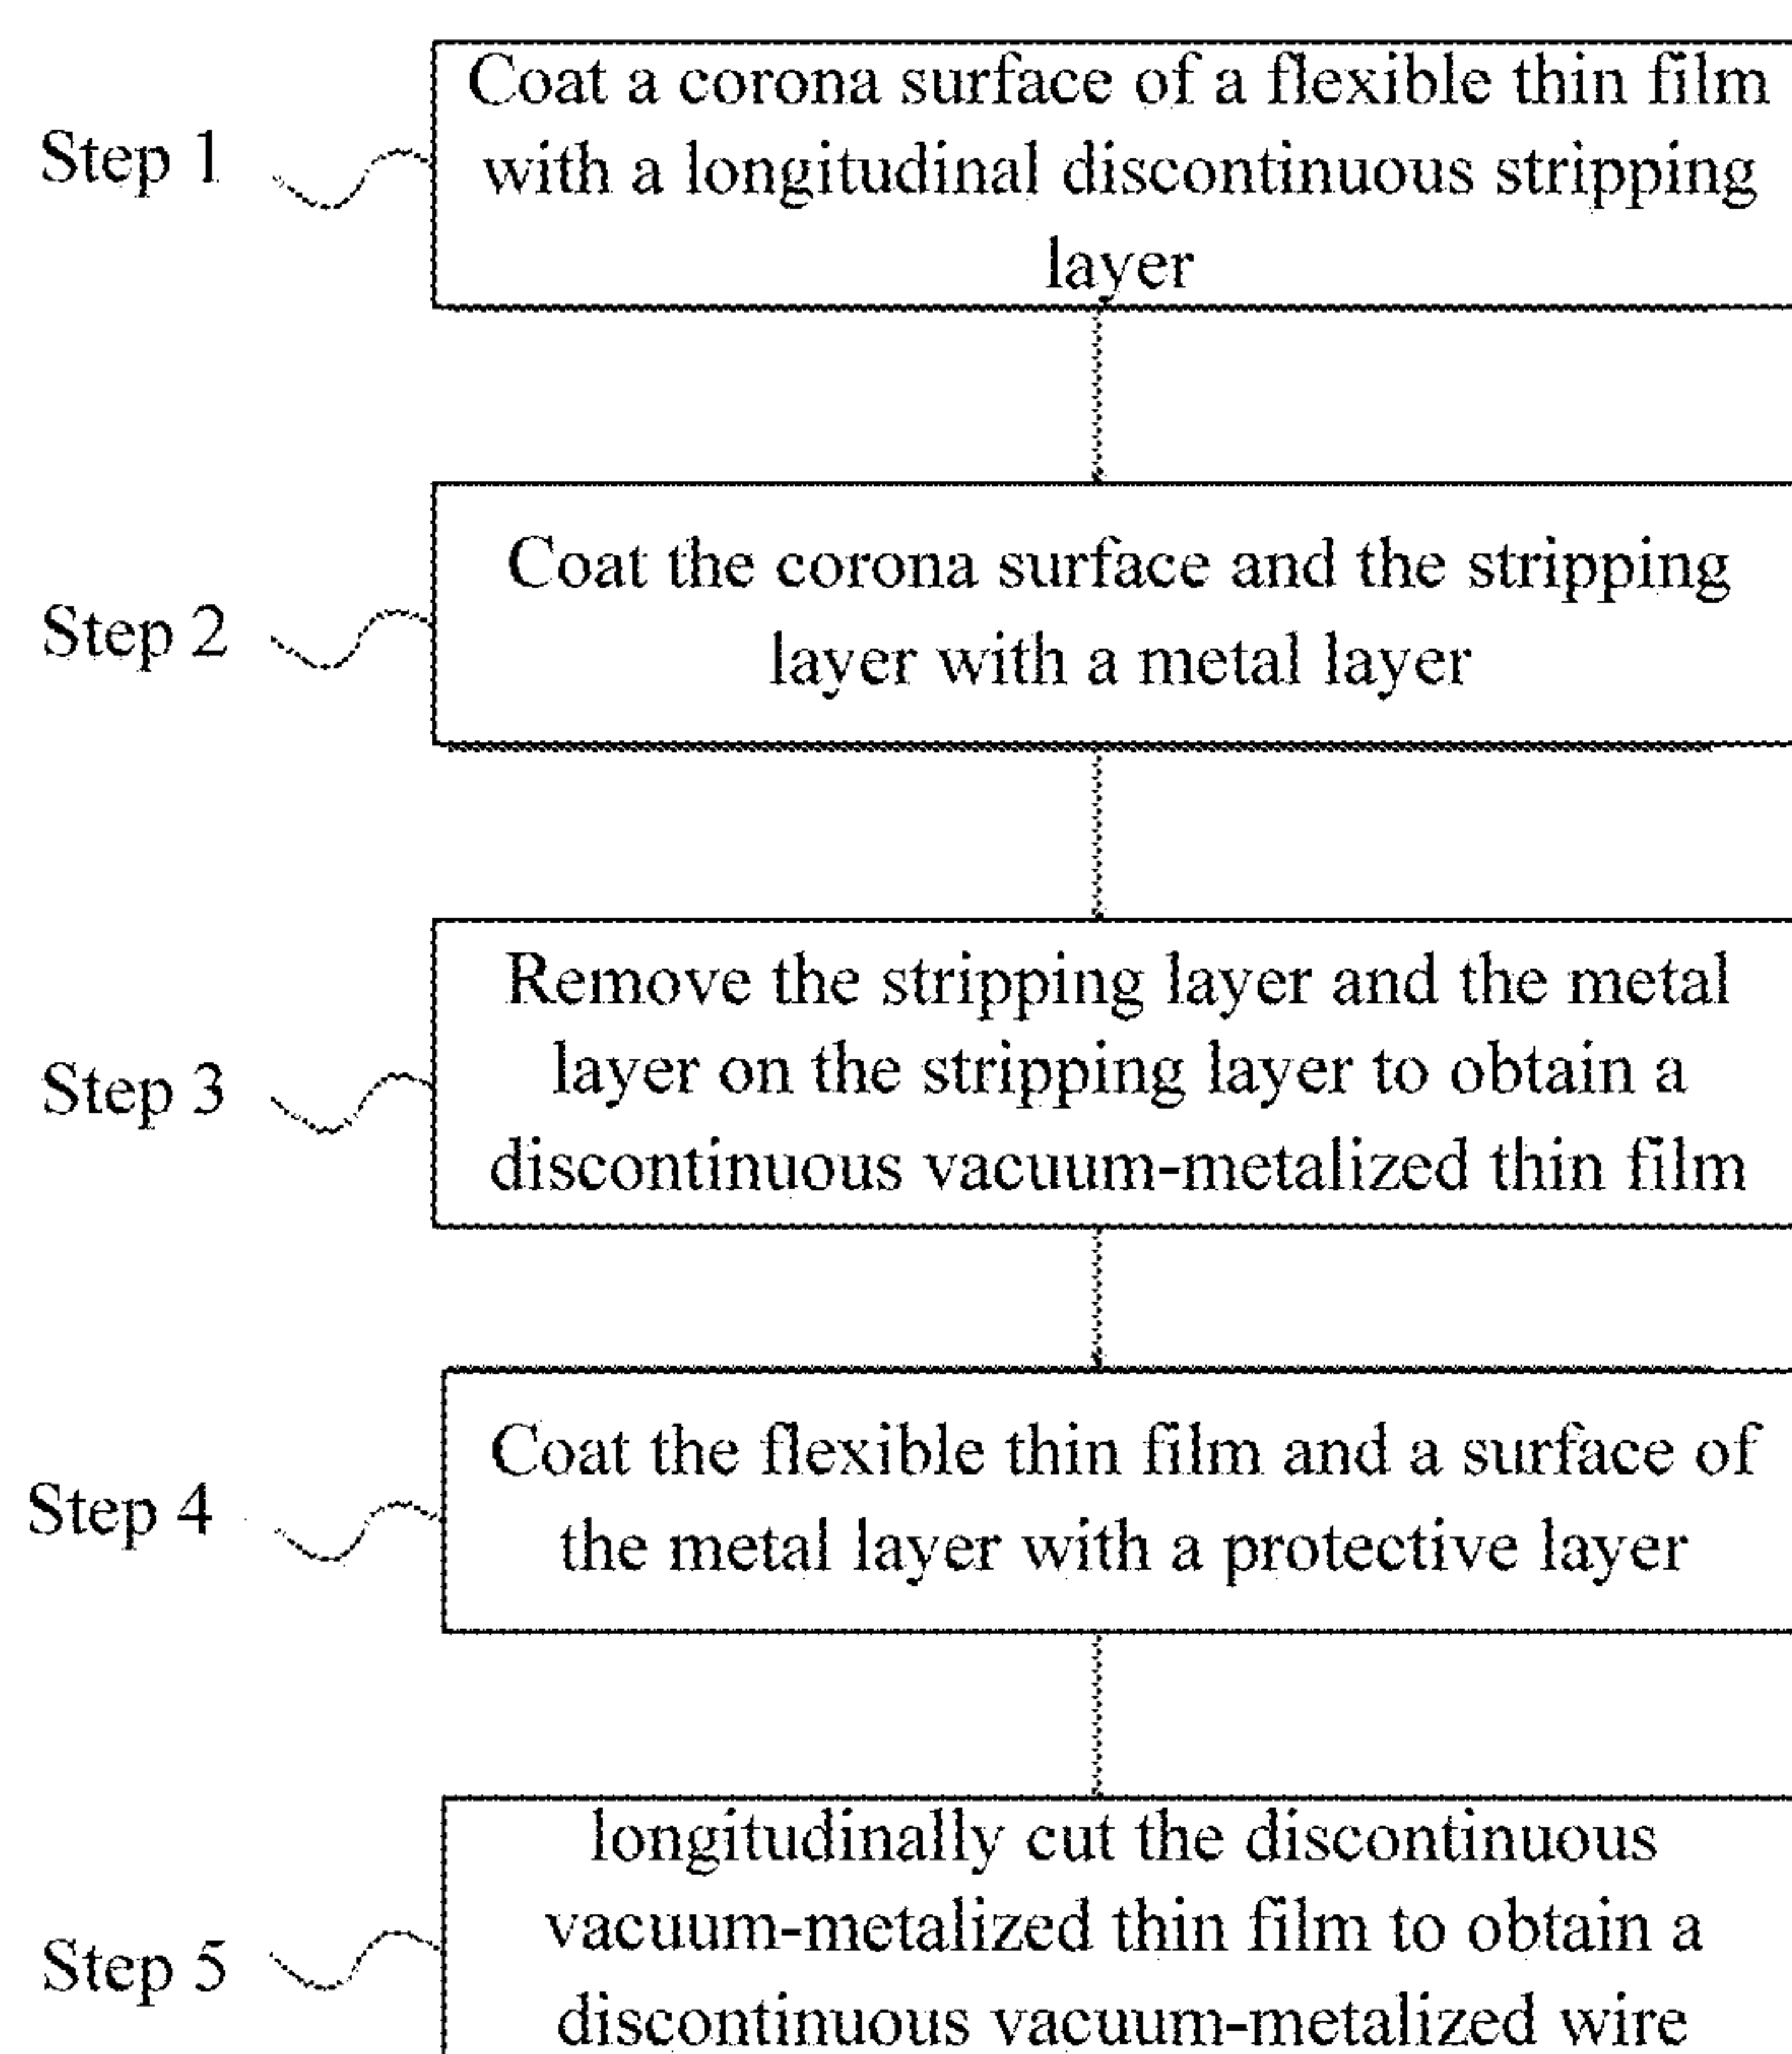 Step 1
Coat a corona surface of a flexible thin film
with a longitudinal discontinuous stripping
layer
Step 2
Coat the corona surface and the stripping
layer with a metal layer
Step 3
Remove the stripping layer and the metal
layer on the stripping layer to obtain a
discontinuous vacuum-metalized thin film
Step 4
Coat the flexible thin film and a surface of
the metal layer with a protective layer
Step 5
longitudinally cut the discontinuous
vacuum-metalized thin film to obtain a
discontinuous vacuum-metalized wire